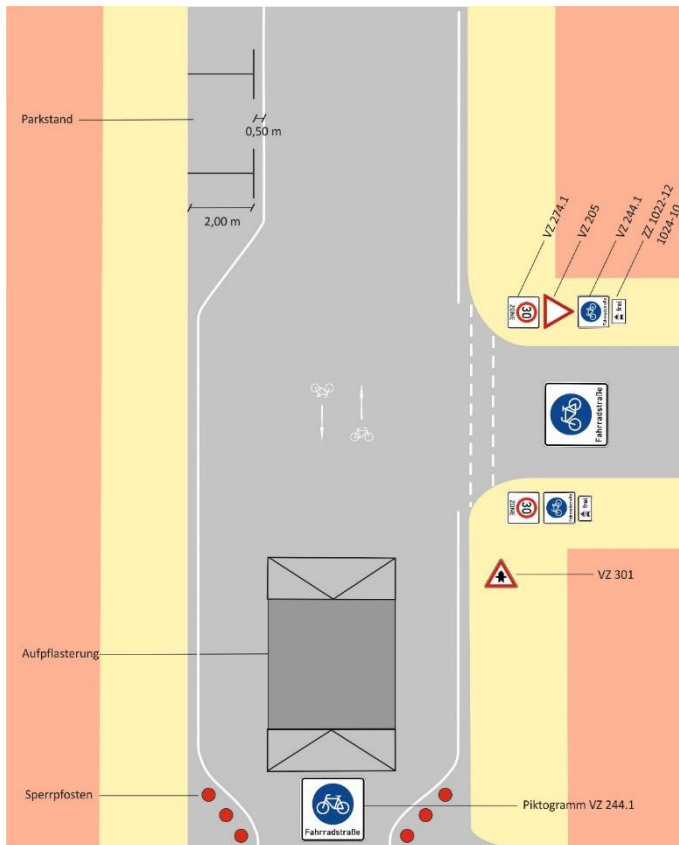 Parkstand
0,50 m
2,00 m
VZ 274.1
VZ 205
VZ 244.1
ZZ 1022-12
1024-10
30
ZONE
Fahrradstraße
frei
Fahrradstraße
30
ZONE
Fahrradstraße
frei
VZ 301
Aufpflasterung
Sperrpfosten
Fahrradstraße
Piktogramm VZ 244.1